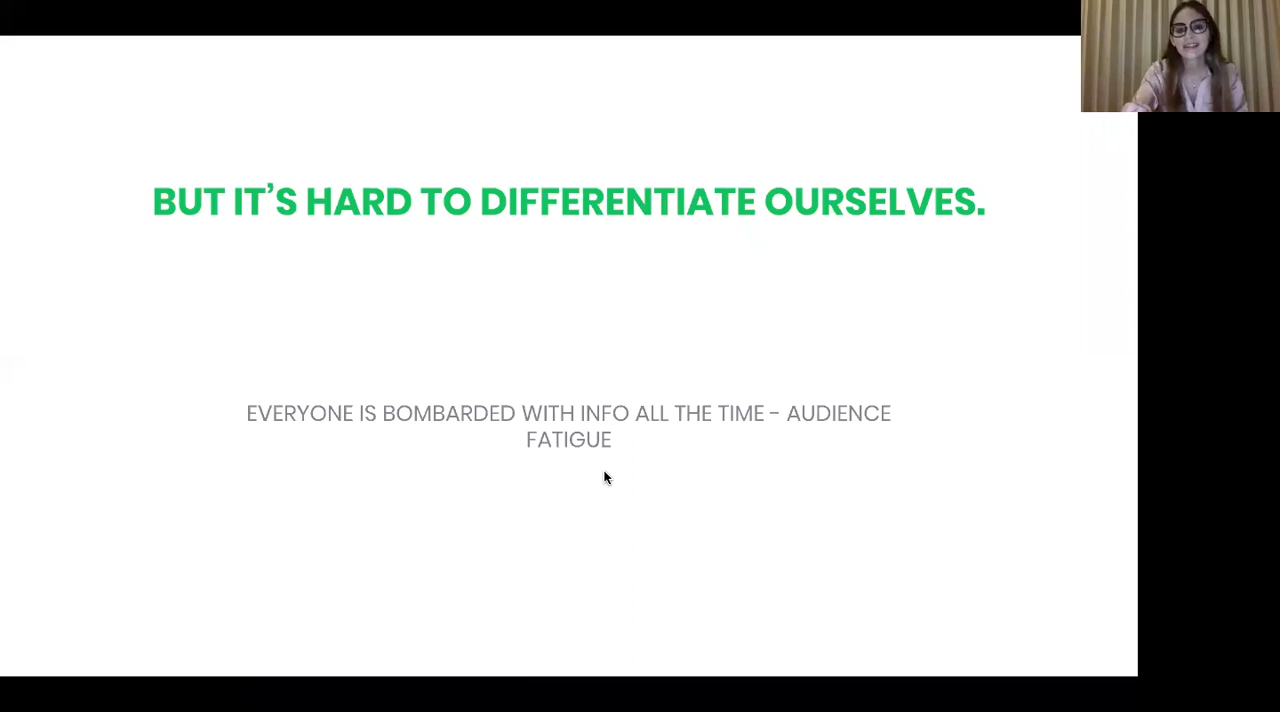 BUT IT’S HARD TO DIFFERENTIATE OURSELVES.
EVERYONE IS BOMBARDED WITH INFO ALL THE TIME - AUDIENCE
FATIGUE